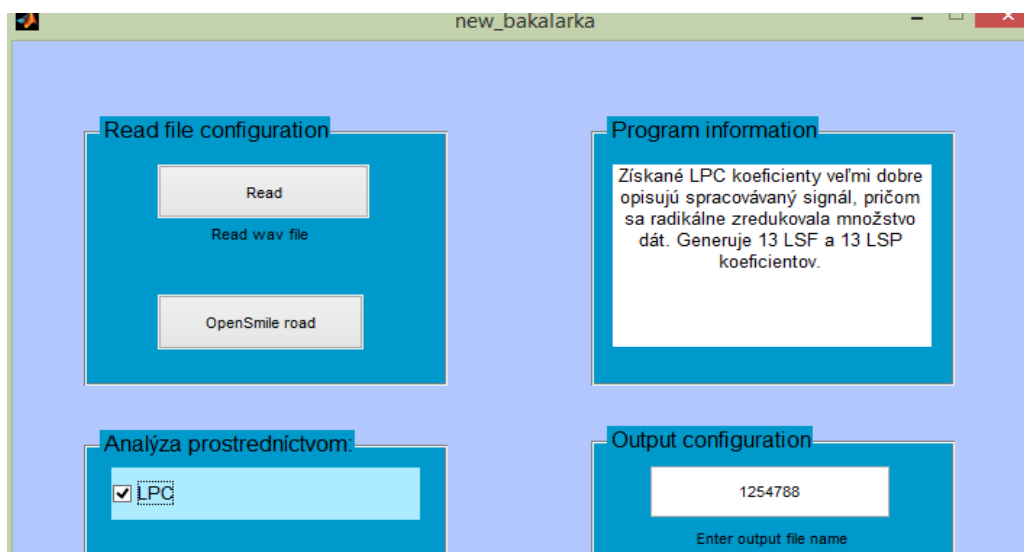 new_bakalarka
Read file configuration
Read
Read wav file
OpenSmile road
Program information
Získané LPC koeficienty veľmi dobre
opisujú spracovávaný signál, pričom
sa radikálne zredukovala množstvo
dát. Generuje 13 LSF a 13 LSP
koeficientov.
Analýza prostredníctvom:
LPC
Output configuration
1254788
Enter output file name